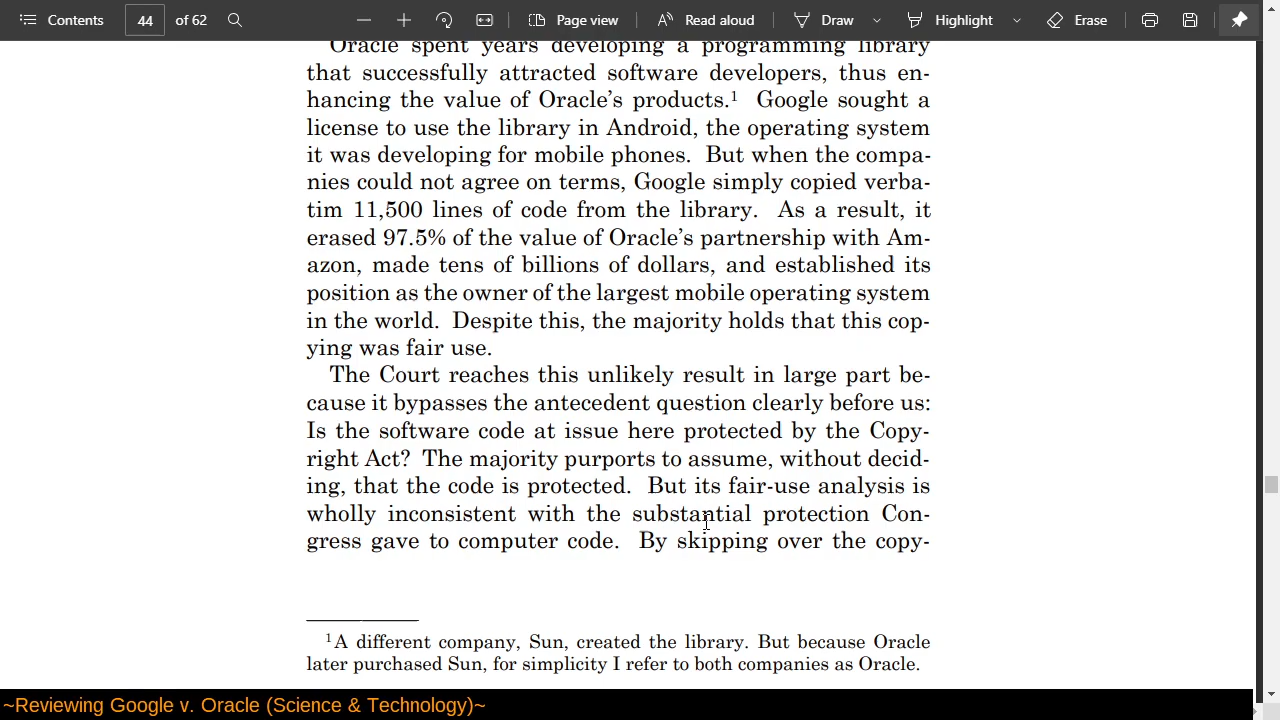 Contents 44 of 62 Page view Read aloud Draw Highlight Erase
Oracle spent years developing a programming library
that successfully attracted software developers, thus en-
hancing the value of Oracle's products.¹ Google sought a
license to use the library in Android, the operating system
it was developing for mobile phones. But when the compa-
nies could not agree on terms, Google simply copied verba-
tim 11,500 lines of code from the library. As a result, it
erased 97.5% of the value of Oracle's partnership with Am-
azon, made tens of billions of dollars, and established its
position as the owner of the largest mobile operating system
in the world. Despite this, the majority holds that this cop-
ying was fair use.
The Court reaches this unlikely result in large part be-
cause it bypasses the antecedent question clearly before us:
Is the software code at issue here protected by the Copy-
right Act? The majority purports to assume, without decid-
ing, that the code is protected. But its fair-use analysis is
wholly inconsistent with the substantial protection Con-
gress gave to computer code. By skipping over the copy-
¹A different company, Sun, created the library. But because Oracle
later purchased Sun, for simplicity I refer to both companies as Oracle.
~Reviewing Google v. Oracle (Science & Technology)~